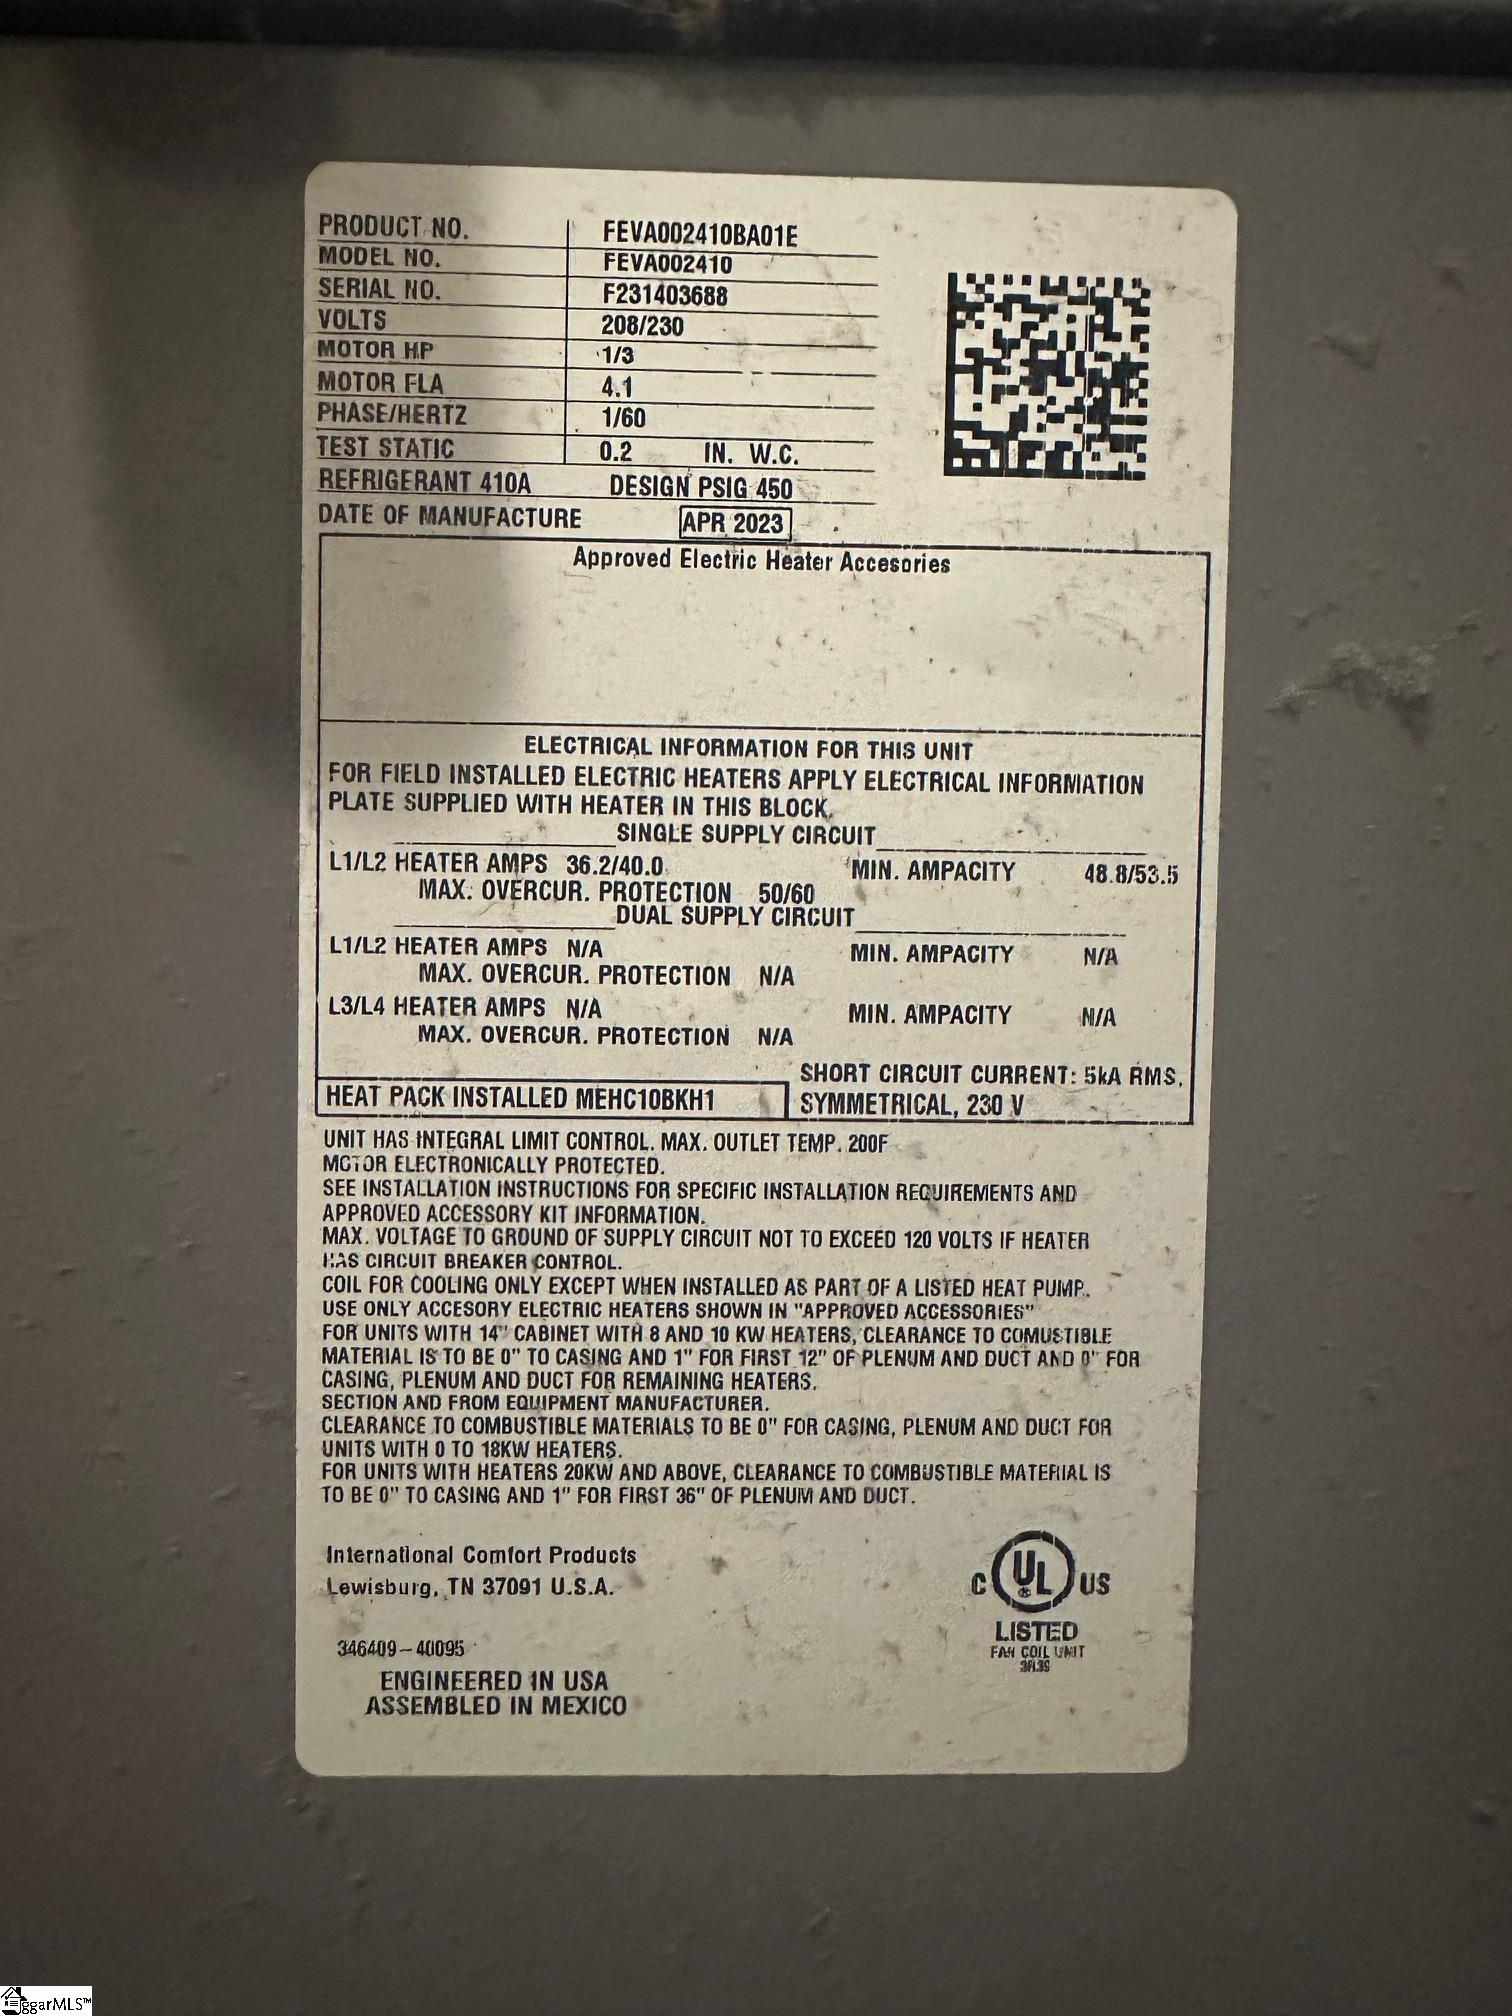 PRODUCT NO. FEVA002410BA01E
MODEL NO. FEVA002410
SERIAL NO. F231403688
VOLTS 208/230
MOTOR HP 1/3
MOTOR FLA 4.1
PHASE/HERTZ 1/60
TEST STATIC 0.2 IN. W.C.
REFRIGERANT 410A DESIGN PSIG 450
DATE OF MANUFACTURE APR 2023
Approved Electric Heater Accesories
ELECTRICAL INFORMATION FOR THIS UNIT
FOR FIELD INSTALLED ELECTRIC HEATERS APPLY ELECTRICAL INFORMATION
PLATE SUPPLIED WITH HEATER IN THIS BLOCK.
SINGLE SUPPLY CIRCUIT
L1/L2 HEATER AMPS 36.2/40.0 MIN. AMPACITY 48.8/53.5
MAX. OVERCUR. PROTECTION 50/60
DUAL SUPPLY CIRCUIT
L1/L2 HEATER AMPS N/A MIN. AMPACITY N/A
MAX. OVERCUR. PROTECTION N/A
L3/L4 HEATER AMPS N/A MIN. AMPACITY N/A
MAX. OVERCUR. PROTECTION N/A
SHORT CIRCUIT CURRENT: 5kA RMS,
HEAT PACK INSTALLED MEHC10BKH1 SYMMETRICAL, 230 V
UNIT HAS INTEGRAL LIMIT CONTROL. MAX. OUTLET TEMP. 200F
MOTOR ELECTRONICALLY PROTECTED.
SEE INSTALLATION INSTRUCTIONS FOR SPECIFIC INSTALLATION REQUIREMENTS AND
APPROVED ACCESSORY KIT INFORMATION.
MAX. VOLTAGE TO GROUND OF SUPPLY CIRCUIT NOT TO EXCEED 120 VOLTS IF HEATER
HAS CIRCUIT BREAKER CONTROL.
COIL FOR COOLING ONLY EXCEPT WHEN INSTALLED AS PART OF A LISTED HEAT PUMP.
USE ONLY ACCESORY ELECTRIC HEATERS SHOWN IN "APPROVED ACCESSORIES"
FOR UNITS WITH 14" CABINET WITH 8 AND 10 KW HEATERS, CLEARANCE TO COMUSTIBLE
MATERIAL IS TO BE 0" TO CASING AND 1" FOR FIRST 12" OF PLENUM AND DUCT AND 0" FOR
CASING, PLENUM AND DUCT FOR REMAINING HEATERS.
SECTION AND FROM EQUIPMENT MANUFACTURER.
CLEARANCE TO COMBUSTIBLE MATERIALS TO BE 0" FOR CASING, PLENUM AND DUCT FOR
UNITS WITH 0 TO 18KW HEATERS.
FOR UNITS WITH HEATERS 20KW AND ABOVE, CLEARANCE TO COMBUSTIBLE MATERIAL IS
TO BE 0" TO CASING AND 1" FOR FIRST 36" OF PLENUM AND DUCT.
International Comfort Products
Lewisburg, TN 37091 U.S.A.
C UL US
LISTED
FAN COIL UNIT
346409-40095
ENGINEERED IN USA
ASSEMBLED IN MEXICO
ggarMLS™